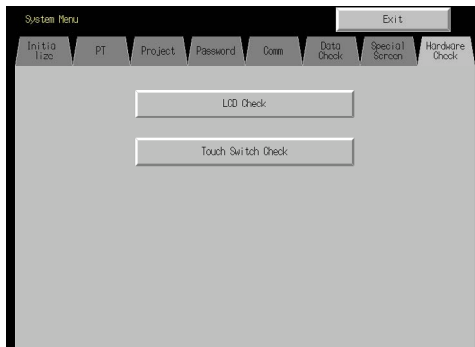 System Menu
Exit
Initia
lize
PT
Project
Password
Comm
Data
Check
Special
Screen
Hardware
Check
LCD Check
Touch Switch Check